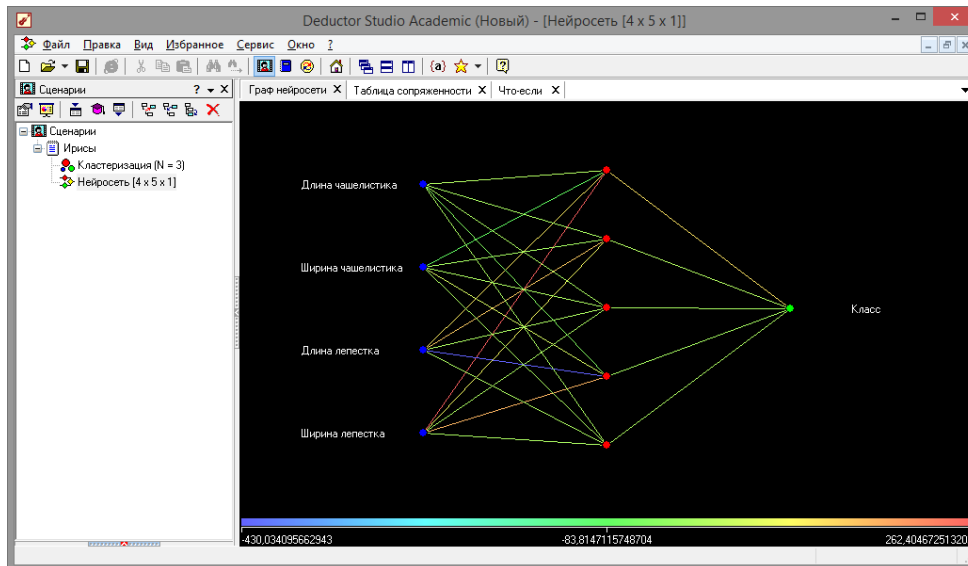 Deductor Studio Academic (Новый) - [Нейросеть [4 x 5 x 1]]
Файл Правка Вид Избранное Сервис Окно ?
Сценарии
Сценарии
Ирисы
Кластеризация (N = 3)
Нейросеть [4 x 5 x 1]
Граф нейросети X Таблица сопряженности X Что-если X
Длина чашелистика
Ширина чашелистика
Длина лепестка
Ширина лепестка
Класс
-430,034095662943 -83,8147115748704 262,40467251320